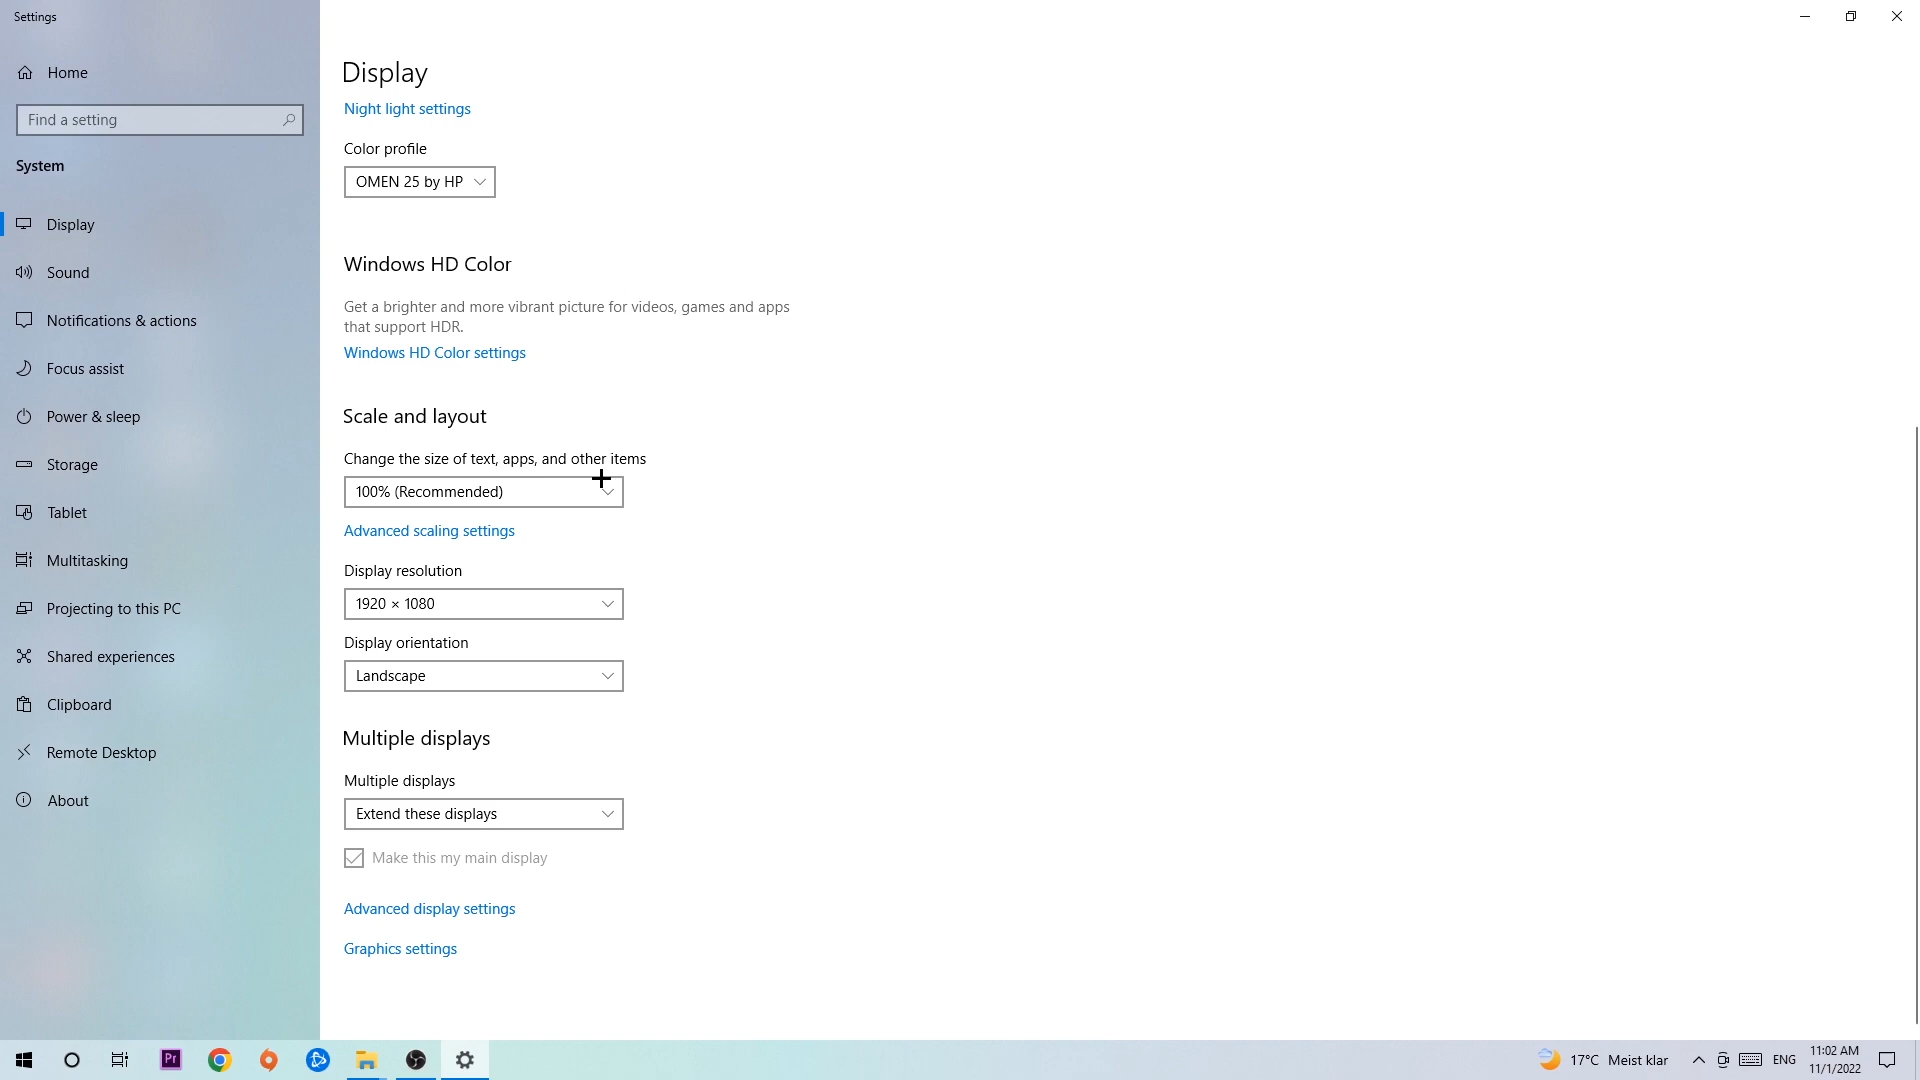 Settings
Home
Find a setting
System
Display
Sound
Notifications & actions
Focus assist
Power & sleep
Storage
Tablet
Multitasking
Projecting to this PC
Shared experiences
Clipboard
Remote Desktop
About
Display
Night light settings
Color profile
OMEN 25 by HP
Windows HD Color
Get a brighter and more vibrant picture for videos, games and apps
that support HDR.
Windows HD Color settings
Scale and layout
Change the size of text, apps, and other items
100% (Recommended)
Advanced scaling settings
Display resolution
1920 × 1080
Display orientation
Landscape
Multiple displays
Multiple displays
Extend these displays
Make this my main display
Advanced display settings
Graphics settings
Pr
17°C Meist klar
ENG
11:02 AM
11/1/2022